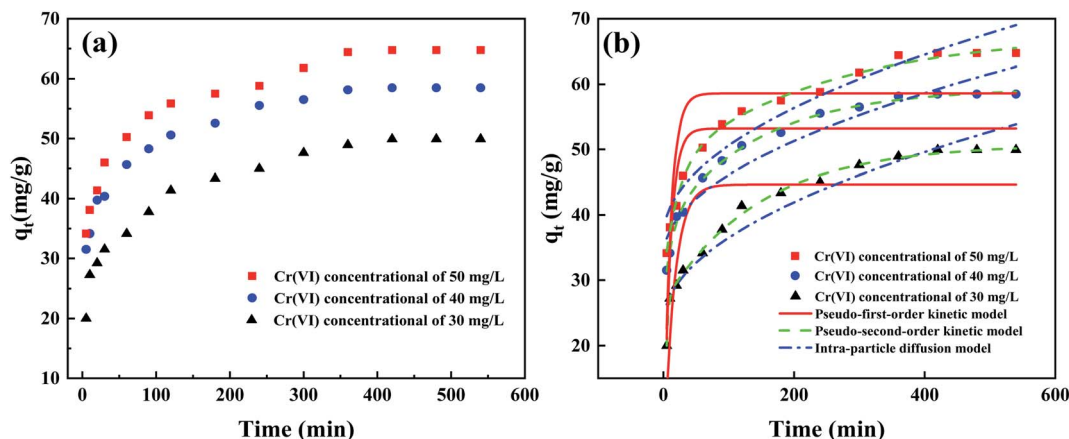 (a)
70
60
50
40
30
20
10
q_t(mg/g)
0
100
200
300
400
500
600
Time (min)
Cr(VI) concentrational of 50 mg/L
Cr(VI) concentrational of 40 mg/L
Cr(VI) concentrational of 30 mg/L
(b)
70
60
50
40
30
20
q_t (mg/g)
0
200
400
600
Time (min)
Cr(VI) concentrational of 50 mg/L
Cr(VI) concentrational of 40 mg/L
Cr(VI) concentrational of 30 mg/L
Pseudo-first-order kinetic model
Pseudo-second-order kinetic model
Intra-particle diffusion model